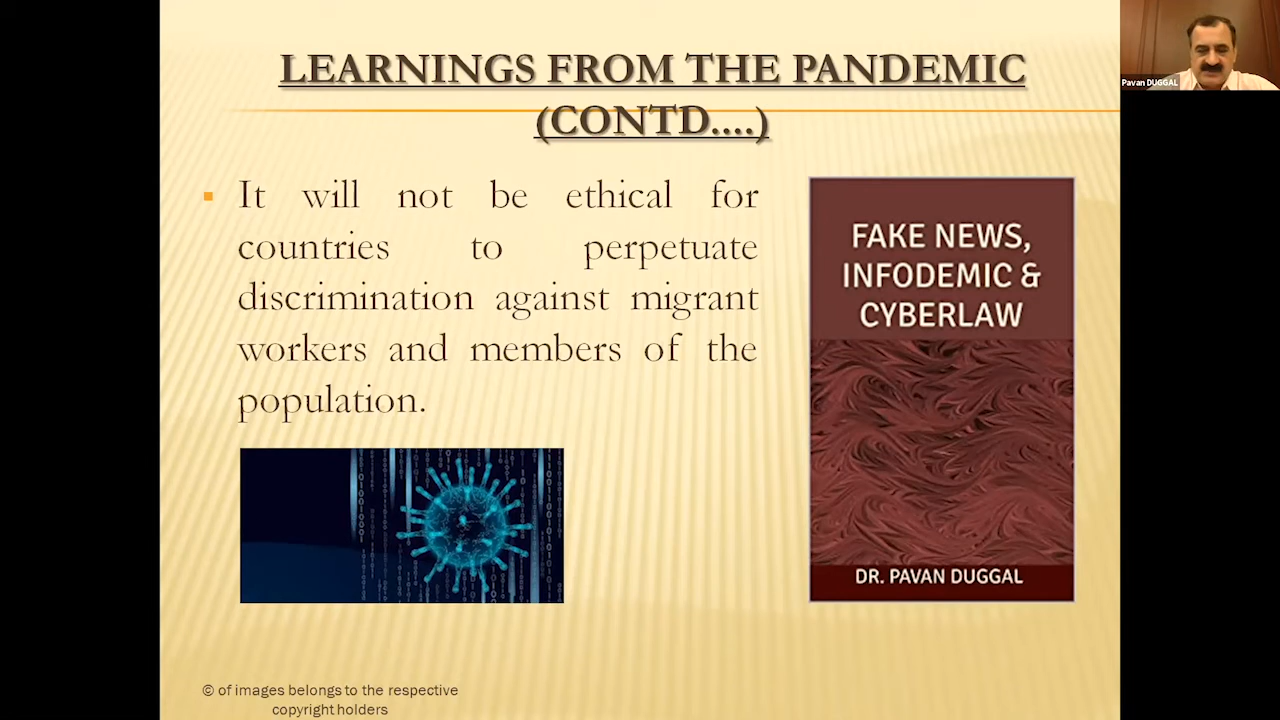 LEARNINGS FROM THE PANDEMIC
(CONTD....)
It will not be ethical for
countries to perpetuate
discrimination against migrant
workers and members of the
population.
FAKE NEWS,
INFODEMIC &
CYBERLAW
DR. PAVAN DUGGAL
© of images belongs to the respective
copyright holders
Pavan DUGGAL